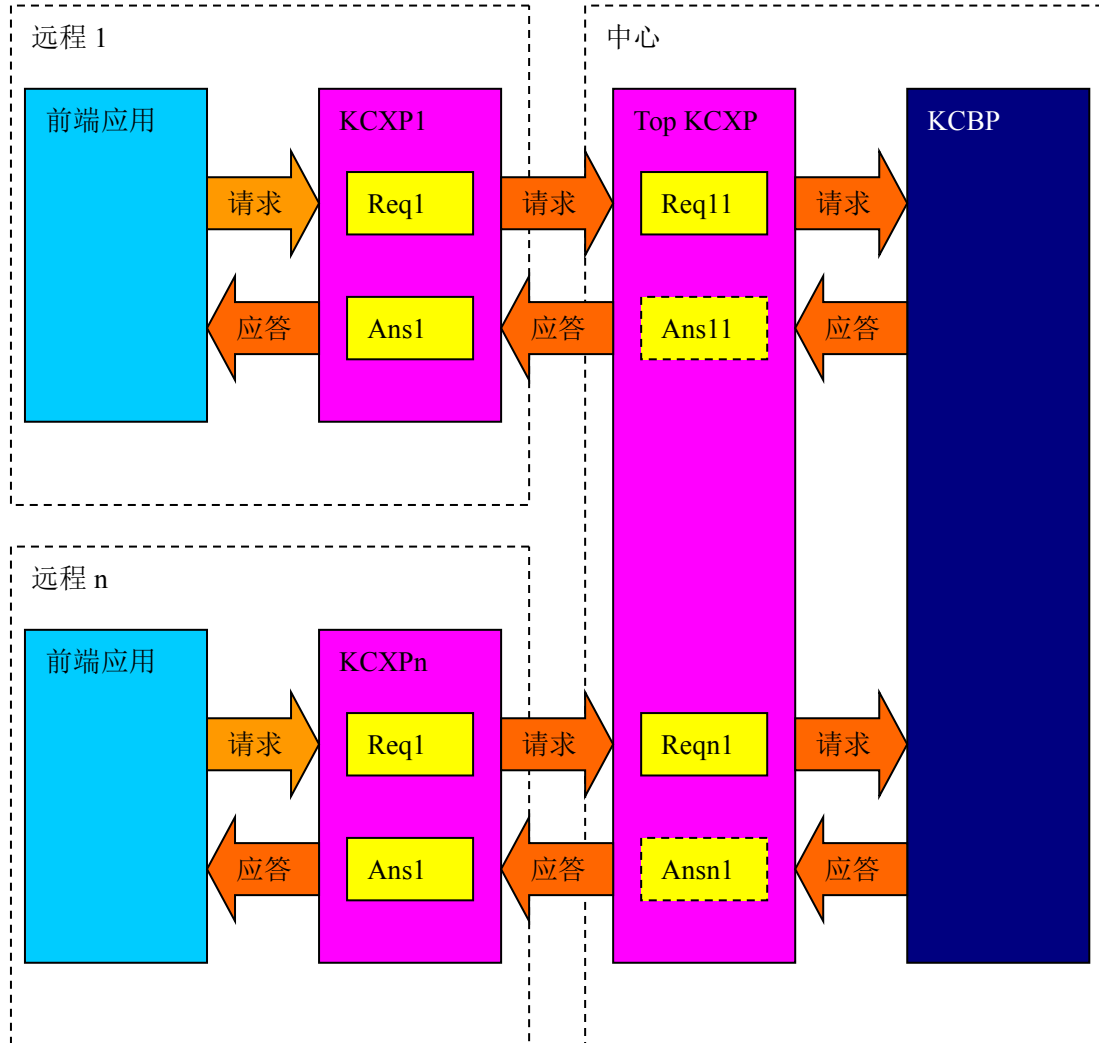 远程 1
中心
前端应用
KCXP1
Top KCXP
KCBP
请求
Req1
请求
Req11
请求
应答
Ans1
应答
Ans11
应答
远程 n
前端应用
KCXPn
请求
Req1
请求
Reqn1
请求
应答
Ans1
应答
Ansn1
应答